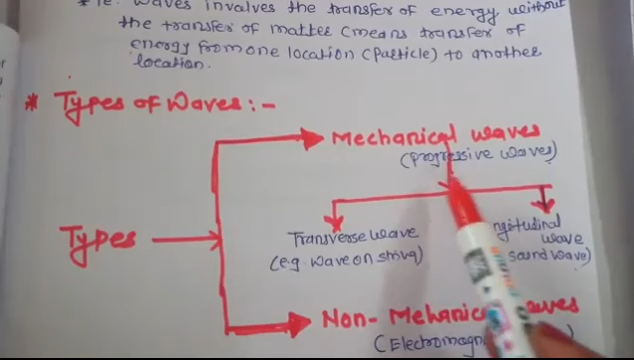 * i.e. waves involves the transfer of energy without
the transfer of matter (means transfer of
energy from one location (particle) to another
location.
* Types of Waves:-
Mechanical waves
(progressive waves)
Types
Transverse wave
(e.g. wave on string)
wave
sound wave)
Non-Mehanic